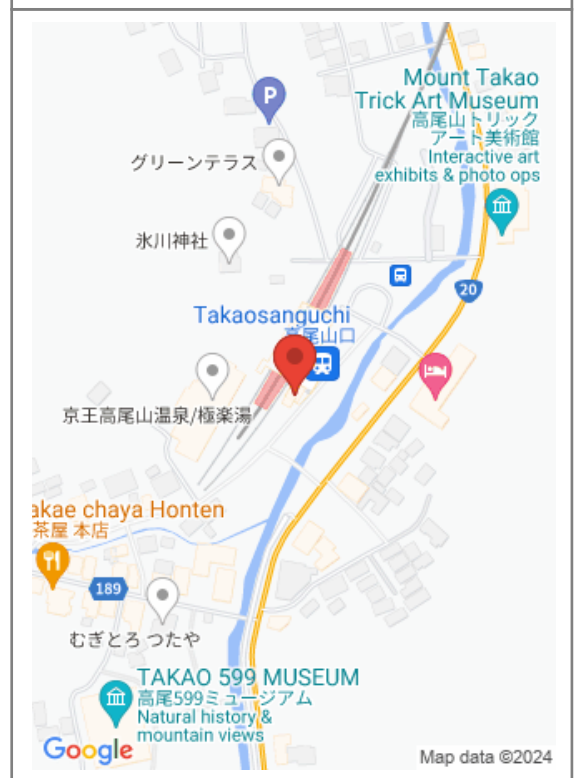 Mount Takao
Trick Art Museum
高尾山トリック
アート美術館
Interactive art
exhibits & photo ops
P
グリーンテラス
氷川神社
20
Takaosanguchi
高尾山口
京王高尾山温泉/極楽湯
akae chaya Honten
茶屋 本店
189
むぎとろ つたや
TAKAO 599 MUSEUM
高尾599ミュージアム
Natural history &
mountain views
Google
Map data ©2024